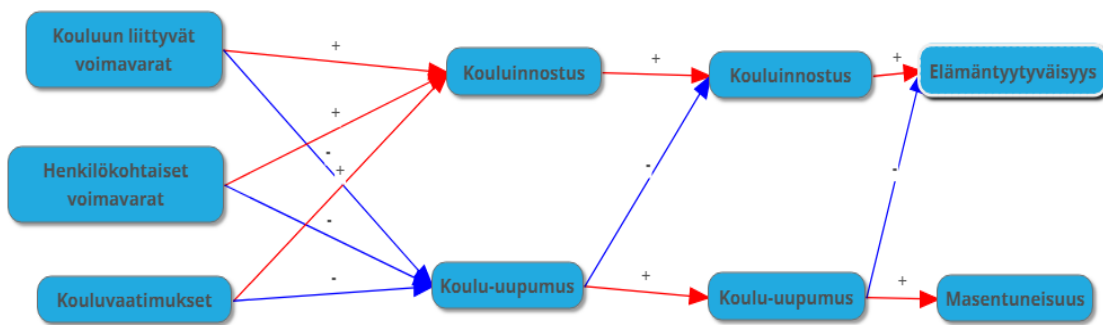 Kouluun liittyvät
voimavarat
+
Kouluinnostus
+
Kouluinnostus
+
Elämäntyytyväisyys
+
Henkilökohtaiset
voimavarat
-
+
-
-
-
-
Kouluvaatimukset
-
Koulu-uupumus
+
Koulu-uupumus
+
Masentuneisuus